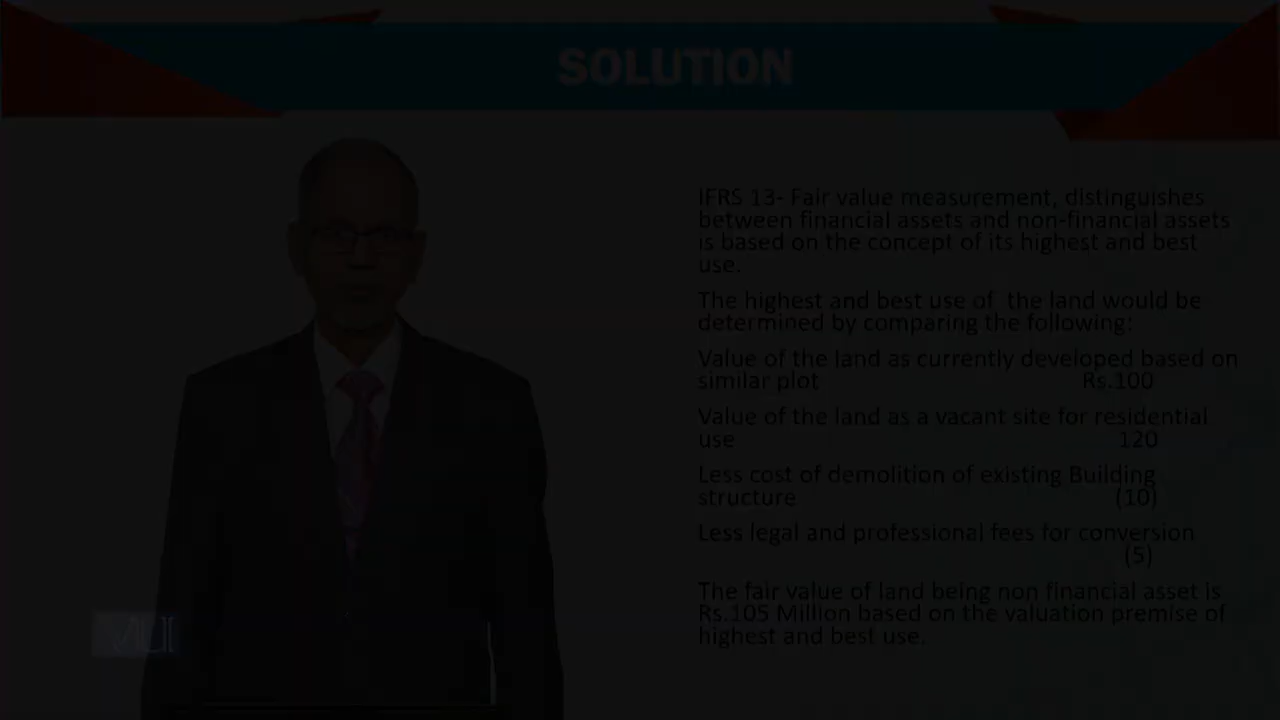 SOLUTION
IFRS 13- Fair value measurement, distinguishes
between financial assets and non-financial assets
is based on the concept of its highest and best
use.
The highest and best use of the land would be
determined by comparing the following:
Value of the land as currently developed based on
similar plot Rs.100
Value of the land as a vacant site for residential
use 120
Less cost of demolition of existing Building
structure (10)
Less legal and professional fees for conversion
(5)
The fair value of land being non financial asset is
Rs.105 Million based on the valuation premise of
highest and best use.